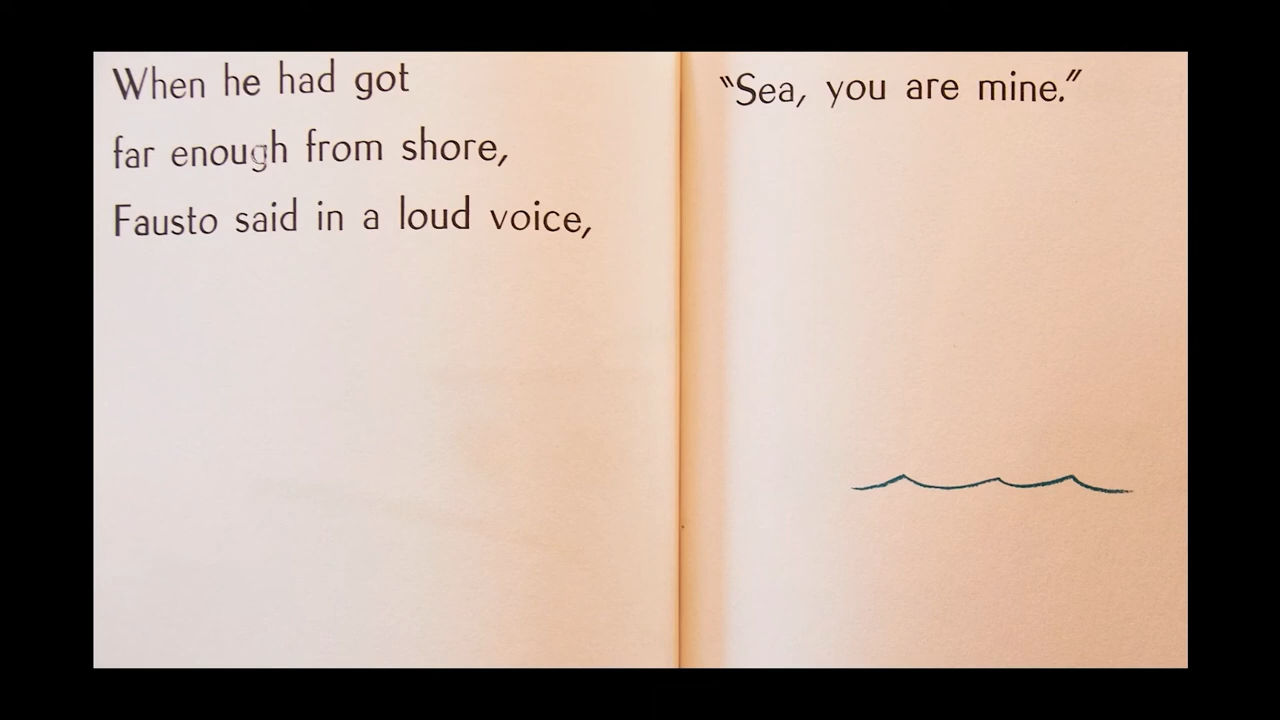 When he had got
far enough from shore,
Fausto said in a loud voice,
"Sea, you are mine."